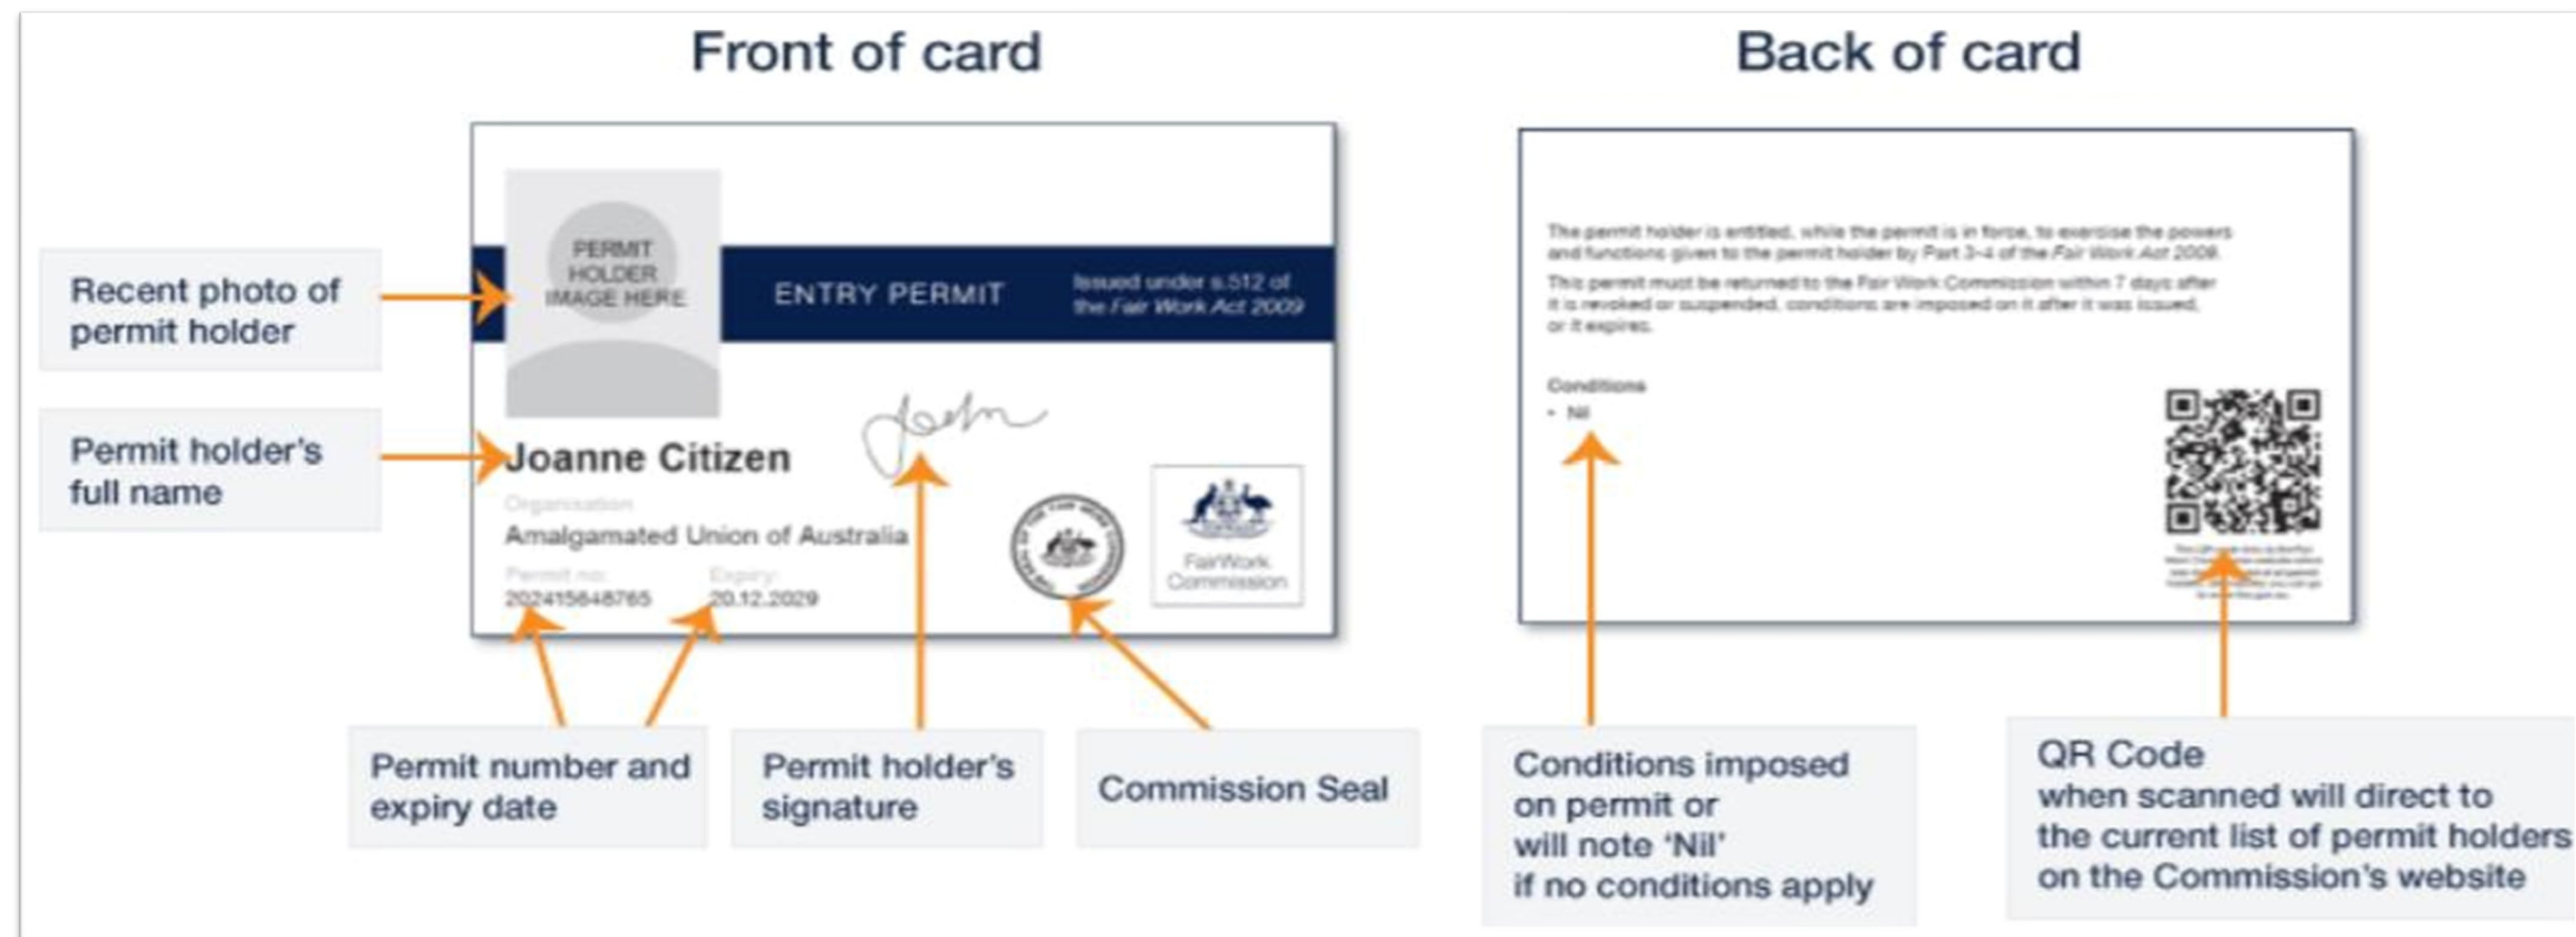 Front of card
Back of card
Recent photo of
permit holder
Permit holder's
full name
PERMIT
HOLDER
IMAGE HERE
ENTRY PERMIT
Issued under s.512 of
the Fair Work Act 2009
Joanne Citizen
Organisation
Amalgamated Union of Australia
Permit no:
202415648765
Expiry:
20.12.2029
FairWork
Commission
Permit number and
expiry date
Permit holder's
signature
Commission Seal
The permit holder is entitled, while the permit is in force, to exercise the powers
and functions given to the permit holder by Part 3-4 of the Fair Work Act 2009.
This permit must be returned to the Fair Work Commission within 7 days after
it is revoked or suspended, conditions are imposed on it after it was issued,
or it expires.
Conditions
• Nil
Conditions imposed
on permit or
will note ‘Nil’
if no conditions apply
QR Code
when scanned will direct to
the current list of permit holders
on the Commission's website